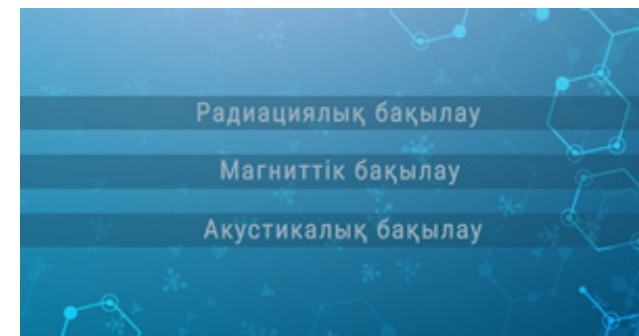 Радиациялық бақылау
Магниттік бақылау
Акустикалық бақылау